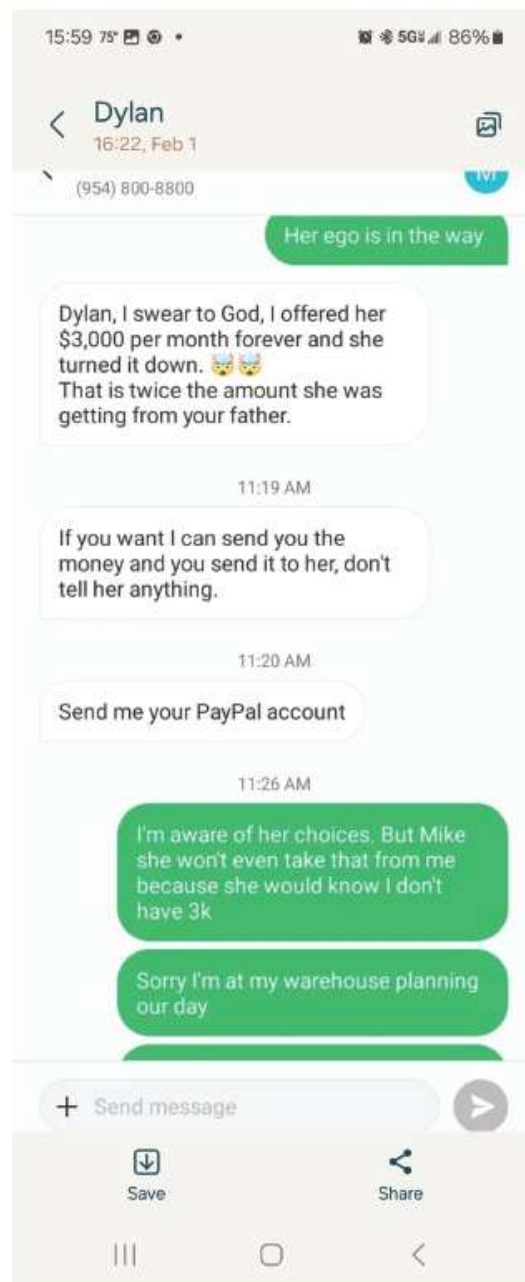 15:59 75° 5G 86%
Dylan
16:22, Feb 1
(954) 800-8800
Her ego is in the way
Dylan, I swear to God, I offered her
$3,000 per month forever and she
turned it down. 🤯🤯
That is twice the amount she was
getting from your father.
11:19 AM
If you want I can send you the
money and you send it to her, don't
tell her anything.
11:20 AM
Send me your PayPal account
11:26 AM
I'm aware of her choices. But Mike
she won't even take that from me
because she would know I don't
have 3k
Sorry I'm at my warehouse planning
our day
Send message
Save
Share